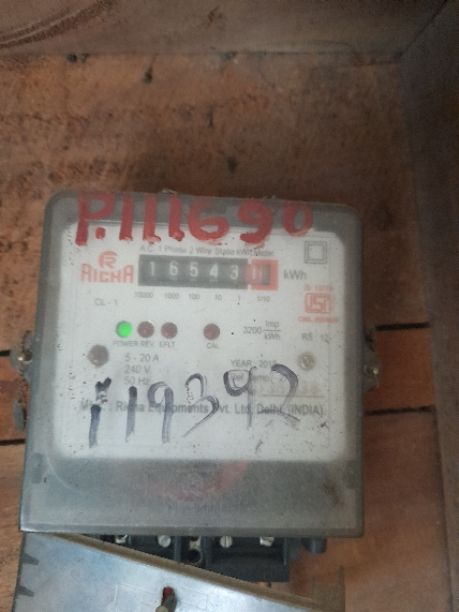 P.111690
A.C. 1 Phase 2 Wire Static kWh Meter
RICHA
16543 kWh
CL - 1
10000 1000 100 10 1 1/10
3200 Imp/kWh
POWER REV. E.FLT CAL
5 - 20 A
240 V
50 Hz
119392
Richa Equipments Pvt. Ltd. Delhi (INDIA)